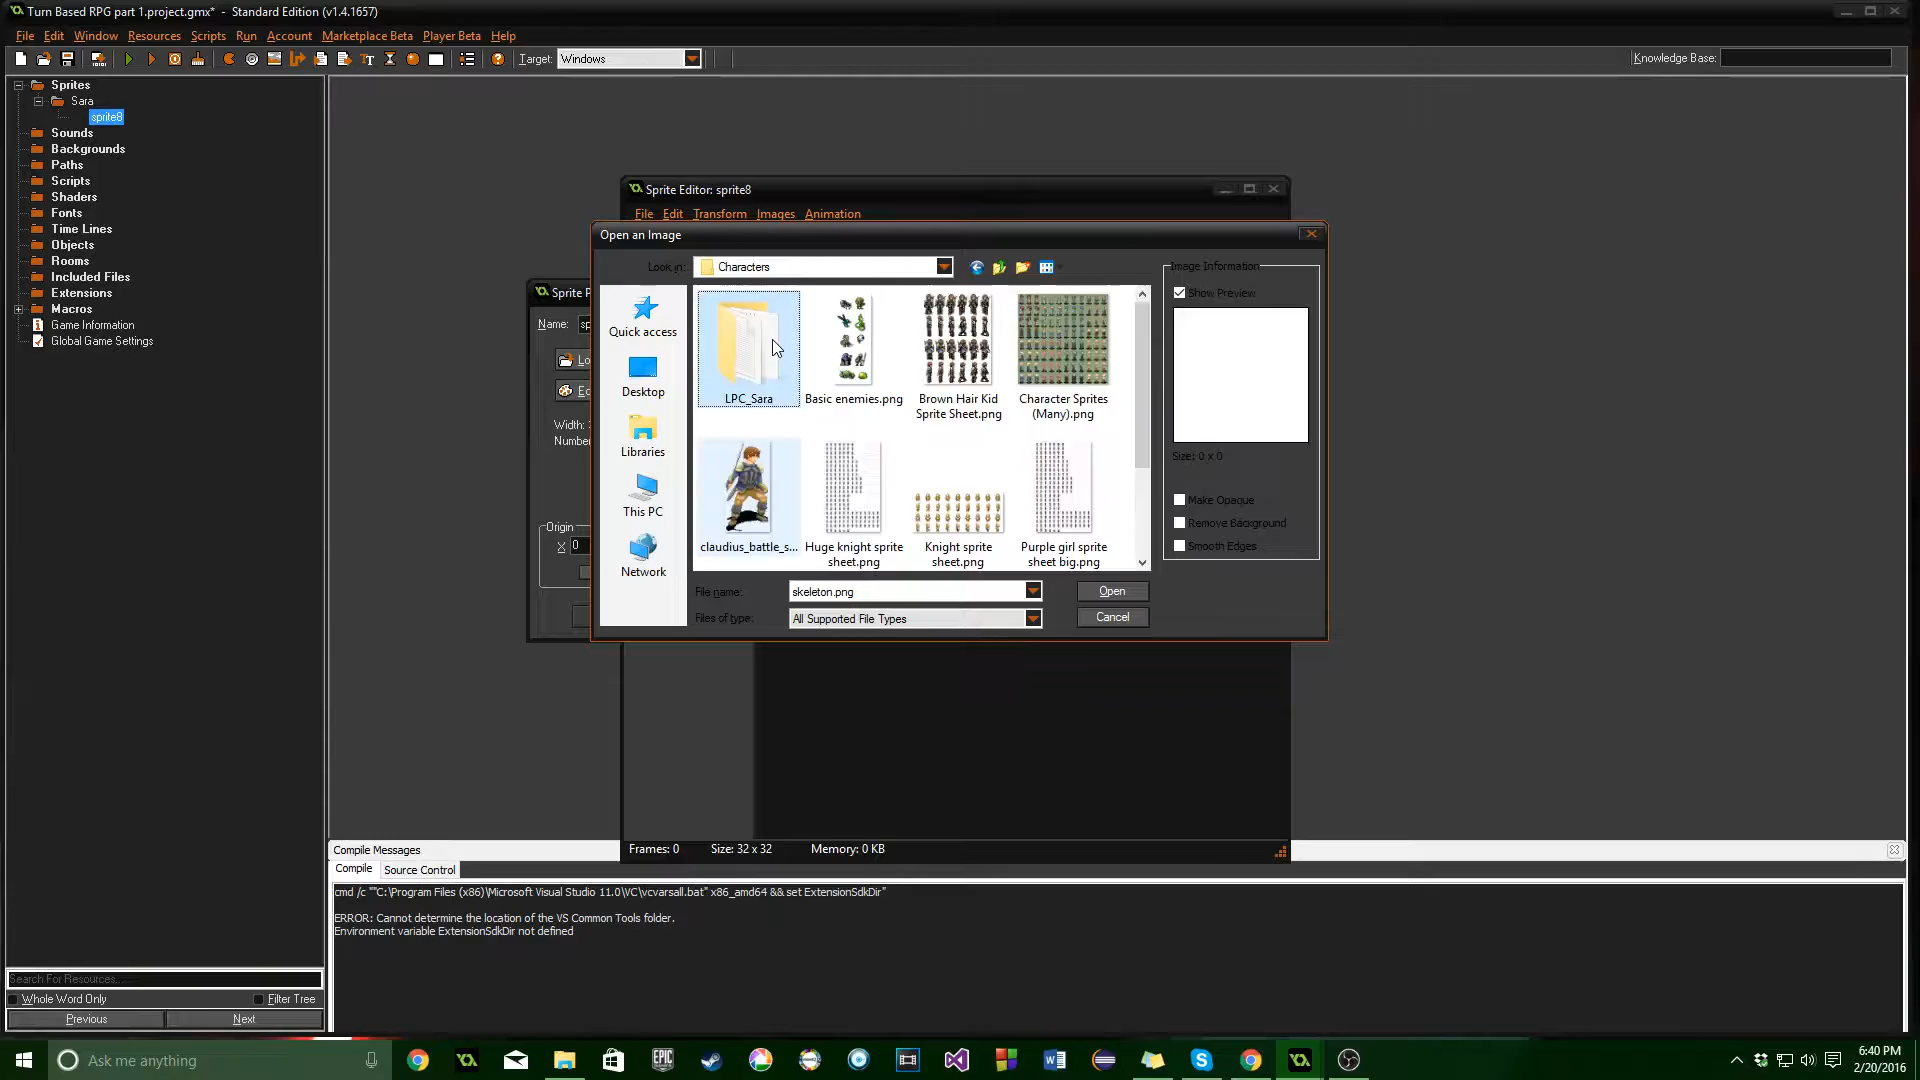 Turn Based RPG part 1.project.gmx* - Standard Edition (v1.4.1657)
File Edit Window Resources Scripts Run Account Marketplace Beta Player Beta Help
Target: Windows
Knowledge Base:
Sprites
Sara
sprite8
Sounds
Backgrounds
Paths
Scripts
Shaders
Fonts
Time Lines
Objects
Rooms
Included Files
Extensions
Macros
Game Information
Global Game Settings
Sprite Editor: sprite8
File Edit Transform Images Animation
Open an Image
Look in: Characters
Image Information
Show Preview
Size: 0 x 0
Make Opaque
Remove Background
Smooth Edges
Quick access
Desktop
Libraries
This PC
Network
LPC_Sara
Basic enemies.png
Brown Hair Kid
Sprite Sheet.png
Character Sprites
(Many).png
claudius_battle_s...
Huge knight sprite
sheet.png
Knight sprite
sheet.png
Purple girl sprite
sheet big.png
File name: skeleton.png
Open
Files of type: All Supported File Types
Cancel
Sprite P
Name: sp
Lo
Ed
Width:
Number
Origin
X 0
Frames: 0 Size: 32 x 32 Memory: 0 KB
Compile Messages
Compile Source Control
cmd /c ""C:\Program Files (x86)\Microsoft Visual Studio 11.0\VC\vcvarsall.bat" x86_amd64 && set ExtensionSdkDir"
ERROR: Cannot determine the location of the VS Common Tools folder.
Environment variable ExtensionSdkDir not defined
Search For Resources...
Whole Word Only Filter Tree
Previous Next
Ask me anything
EPIC
6:40 PM
2/20/2016